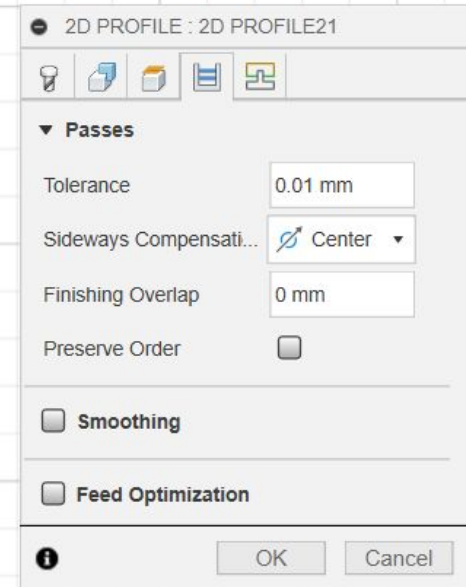 2D PROFILE : 2D PROFILE21
Passes
Tolerance 0.01 mm
Sideways Compensati... Center
Finishing Overlap 0 mm
Preserve Order
Smoothing
Feed Optimization
OK Cancel